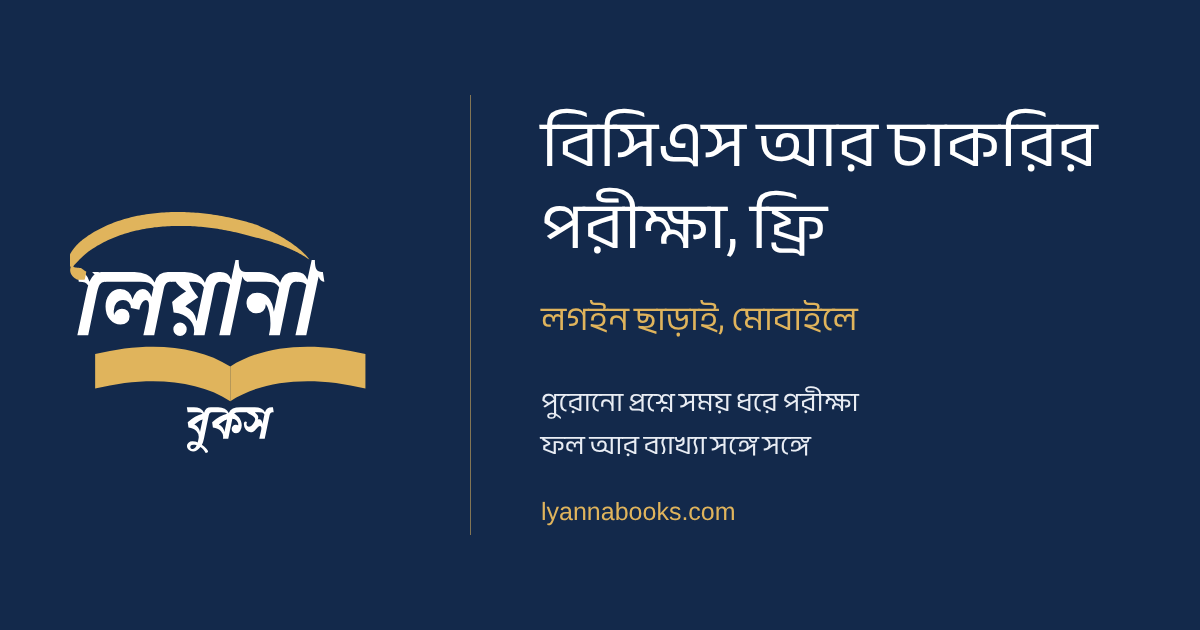 লিয়ানা
বুকস
বিসিএস আর চাকরির
পরীক্ষা, ফ্রি
লগইন ছাড়াই, মোবাইলে
পুরোনো প্রশ্নে সময় ধরে পরীক্ষা
ফল আর ব্যাখ্যা সঙ্গে সঙ্গে
lyannabooks.com